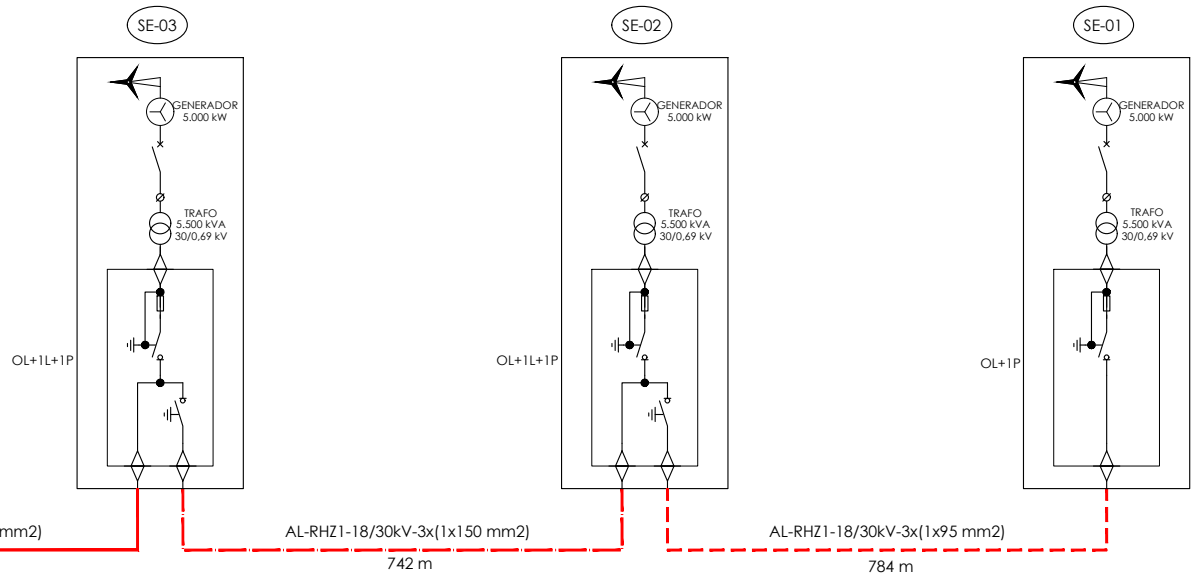 SE-03
SE-02
SE-01
GENERADOR
5.000 kW
GENERADOR
5.000 kW
GENERADOR
5.000 kW
TRAFO
5.500 kVA
30/0,69 kV
TRAFO
5.500 kVA
30/0,69 kV
TRAFO
5.500 kVA
30/0,69 kV
OL+1L+1P
OL+1L+1P
OL+1P
mm2)
AL-RHZ1-18/30kV-3x(1x150 mm2)
AL-RHZ1-18/30kV-3x(1x95 mm2)
742 m
784 m